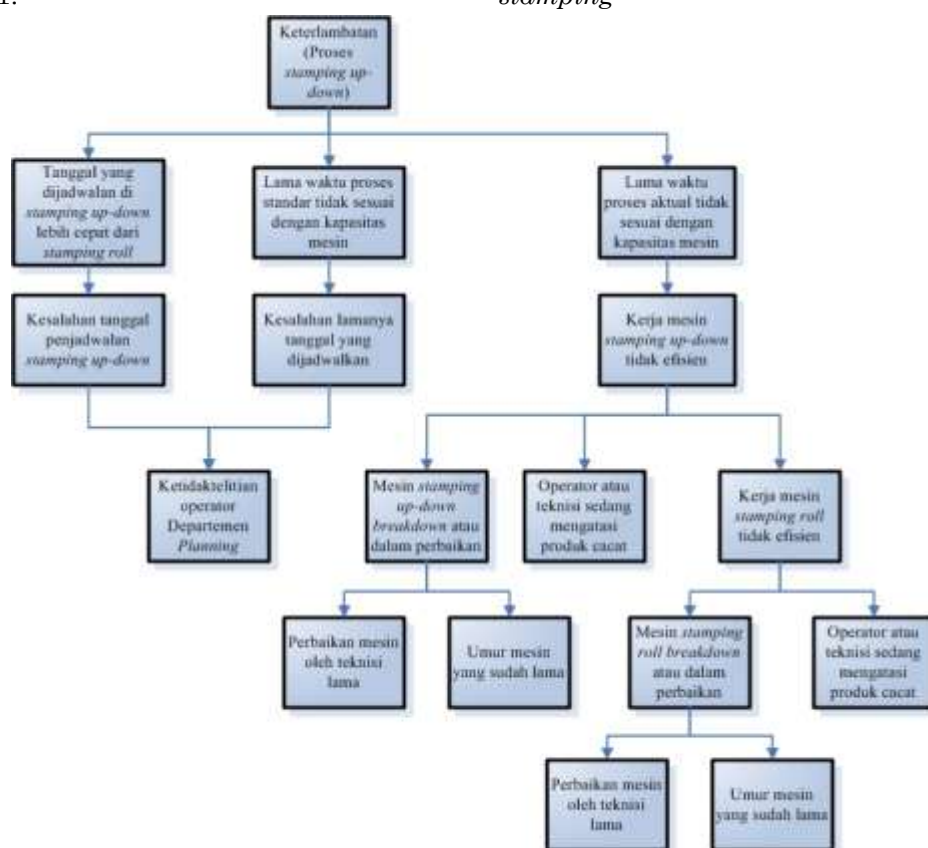 stamping
Keterlambatan
(Proses
stamping up-
down)
Tanggal yang
dijadwalan di
stamping up-down
lebih cepat dari
stamping roll
Lama waktu proses
standar tidak sesuai
dengan kapasitas
mesin
Lama waktu
proses aktual tidak
sesuai dengan
kapasitas mesin
Kesalahan tanggal
penjadwalan
stamping up-down
Kesalahan lamanya
tanggal yang
dijadwalkan
Kerja mesin
stamping up-down
tidak efisien
Ketidaktelitian
operator
Departemen
Planning
Mesin stamping
up-down
breakdown atau
dalam perbaikan
Operator atau
teknisi sedang
mengatasi
produk cacat
Kerja mesin
stamping roll
tidak efisien
Perbaikan mesin
oleh teknisi
lama
Umur mesin
yang sudah lama
Mesin stamping
roll breakdown
atau dalam
perbaikan
Operator atau
teknisi sedang
mengatasi
produk cacat
Perbaikan mesin
oleh teknisi
lama
Umur mesin
yang sudah lama